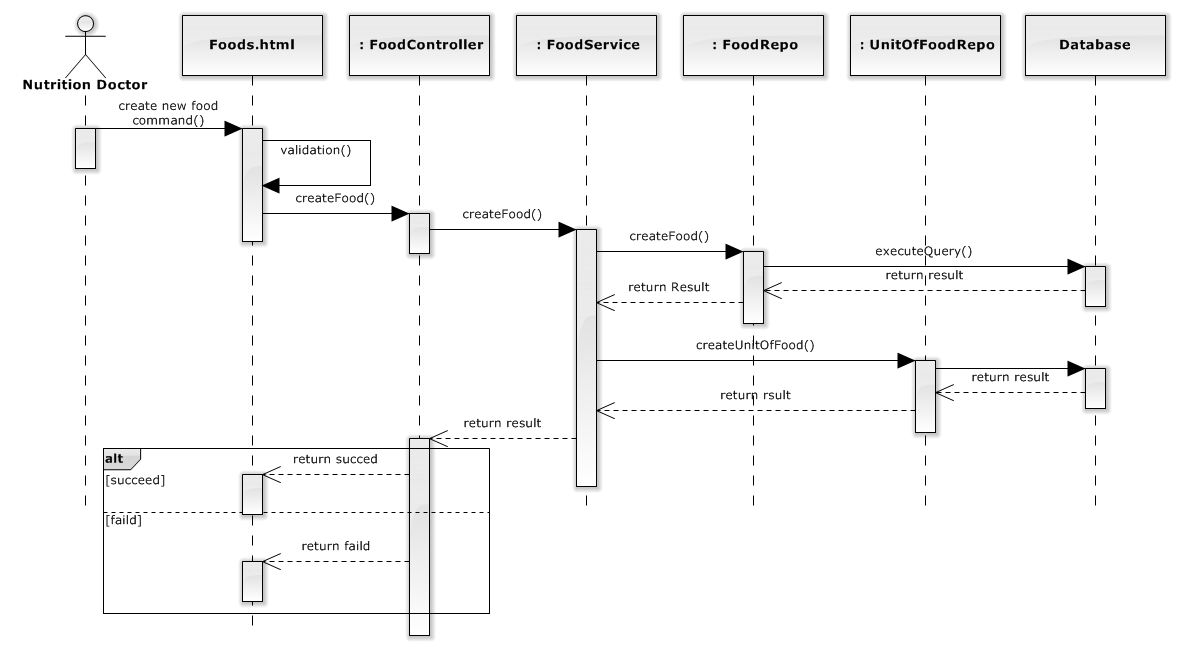 Foods.html
: FoodController
: FoodService
: FoodRepo
: UnitOfFoodRepo
Database
Nutrition Doctor
create new food
command()
validation()
createFood()
createFood()
createFood()
executeQuery()
return result
return Result
createUnitOfFood()
return result
return rsult
return result
alt
return succed
[succeed]
[faild]
return faild